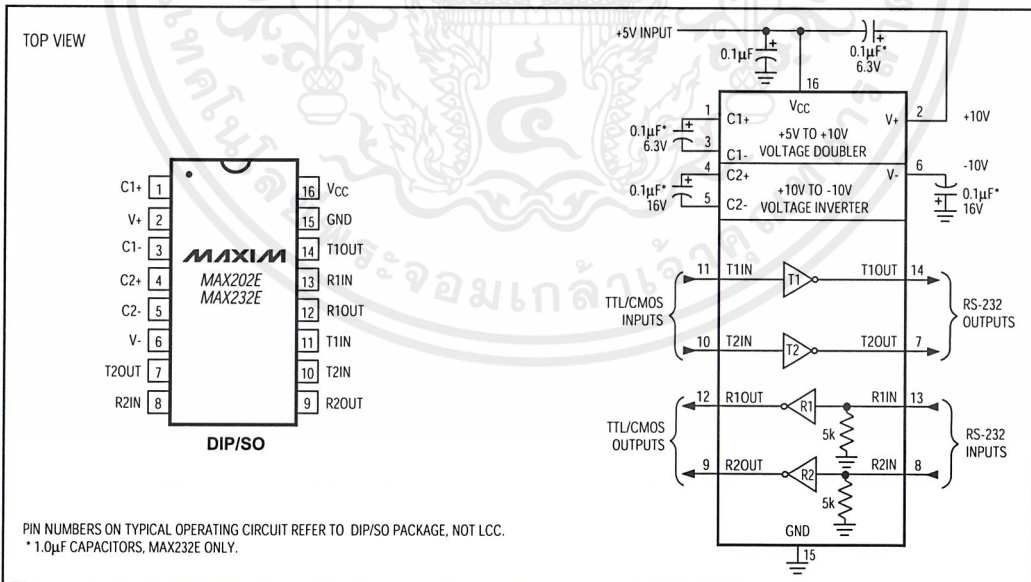 TOP VIEW
C1+ 1
V+ 2
C1- 3
C2+ 4
C2- 5
V- 6
T2OUT 7
R2IN 8
16 VCC
15 GND
14 T1OUT
13 R1IN
12 R1OUT
11 T1IN
10 T2IN
9 R2OUT
MAXIM
MAX202E
MAX232E
DIP/SO
+5V INPUT
0.1µF
0.1µF*
6.3V
16
VCC
1
C1+
3
C1-
0.1µF*
6.3V
+5V TO +10V
VOLTAGE DOUBLER
V+
2
+10V
4
C2+
5
C2-
0.1µF*
16V
+10V TO -10V
VOLTAGE INVERTER
V-
6
-10V
0.1µF*
16V
TTL/CMOS
INPUTS
11 T1IN T1 T1OUT 14
10 T2IN T2 T2OUT 7
RS-232
OUTPUTS
TTL/CMOS
OUTPUTS
12 R1OUT R1 R1IN 13
5k
9 R2OUT R2 R2IN 8
5k
RS-232
INPUTS
GND
15
PIN NUMBERS ON TYPICAL OPERATING CIRCUIT REFER TO DIP/SO PACKAGE, NOT LCC.
* 1.0µF CAPACITORS, MAX232E ONLY.